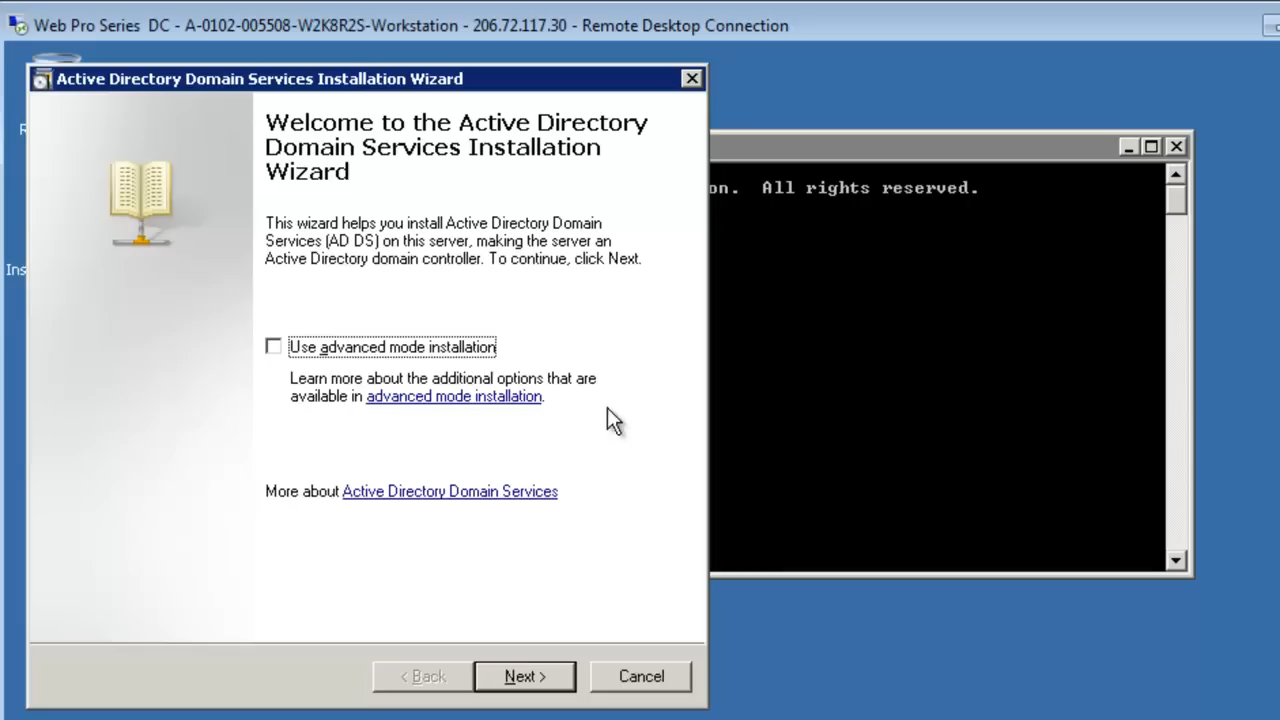 Web Pro Series DC - A-0102-005508-W2K8R2S-Workstation - 206.72.117.30 - Remote Desktop Connection
Active Directory Domain Services Installation Wizard
Welcome to the Active Directory
Domain Services Installation
Wizard
This wizard helps you install Active Directory Domain
Services (AD DS) on this server, making the server an
Active Directory domain controller. To continue, click Next.
Use advanced mode installation
Learn more about the additional options that are
available in advanced mode installation.
More about Active Directory Domain Services
< Back
Next >
Cancel
on. All rights reserved.
R
Ins